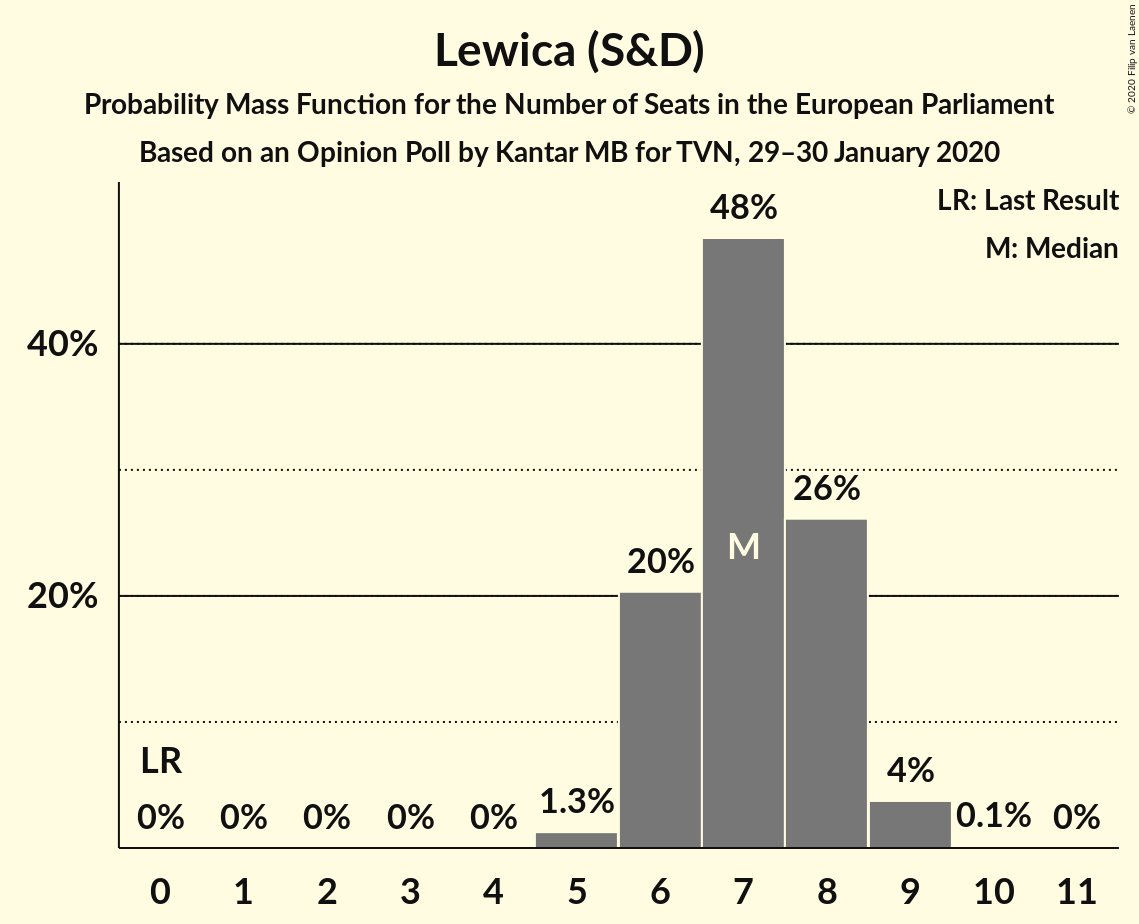 Lewica (S&D)
Probability Mass Function for the Number of Seats in the European Parliament
Based on an Opinion Poll by Kantar MB for TVN, 29–30 January 2020
© 2020 Filip van Laenen
LR: Last Result
M: Median
48%
40%
26%
M
20%
20%
LR
4%
1.3%
0% 0% 0% 0% 0% 0.1% 0%
0 1 2 3 4 5 6 7 8 9 10 11